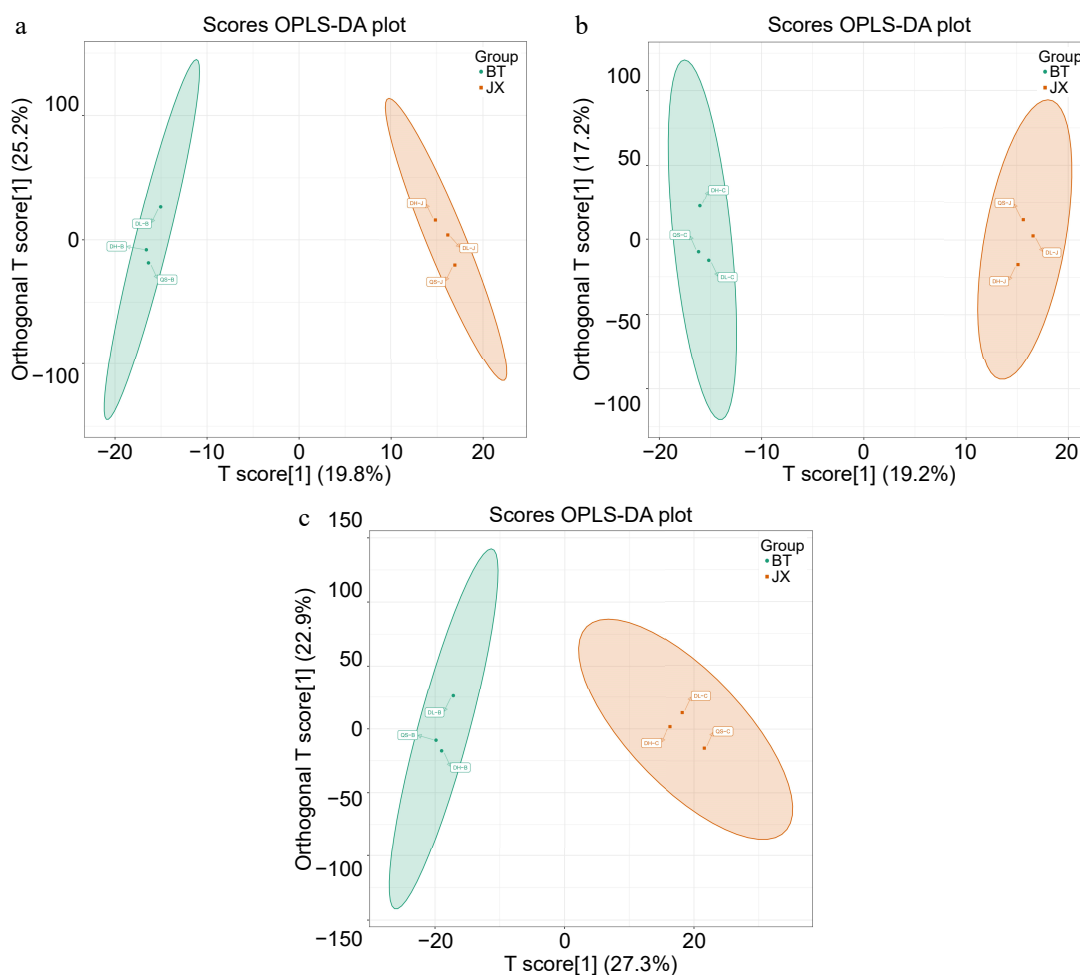 a
Scores OPLS-DA plot
Group
BT
JX
100
0
−100
Orthogonal T score[1] (25.2%)
DL-B
DH-B
QS-B
DH-J
DL-J
QS-J
−20 −10 0 10 20
T score[1] (19.8%)
b
Scores OPLS-DA plot
Group
BT
JX
100
50
0
−50
−100
Orthogonal T score[1] (17.2%)
DH-C
QS-C
DL-C
QS-J
DL-J
DH-J
−20 −10 0 10 20
T score[1] (19.2%)
c
Scores OPLS-DA plot
Group
BT
JX
150
100
50
0
−50
−100
−150
Orthogonal T score[1] (22.9%)
DL-B
QS-B
DH-B
DL-C
DH-C
QS-C
−20 0 20
T score[1] (27.3%)